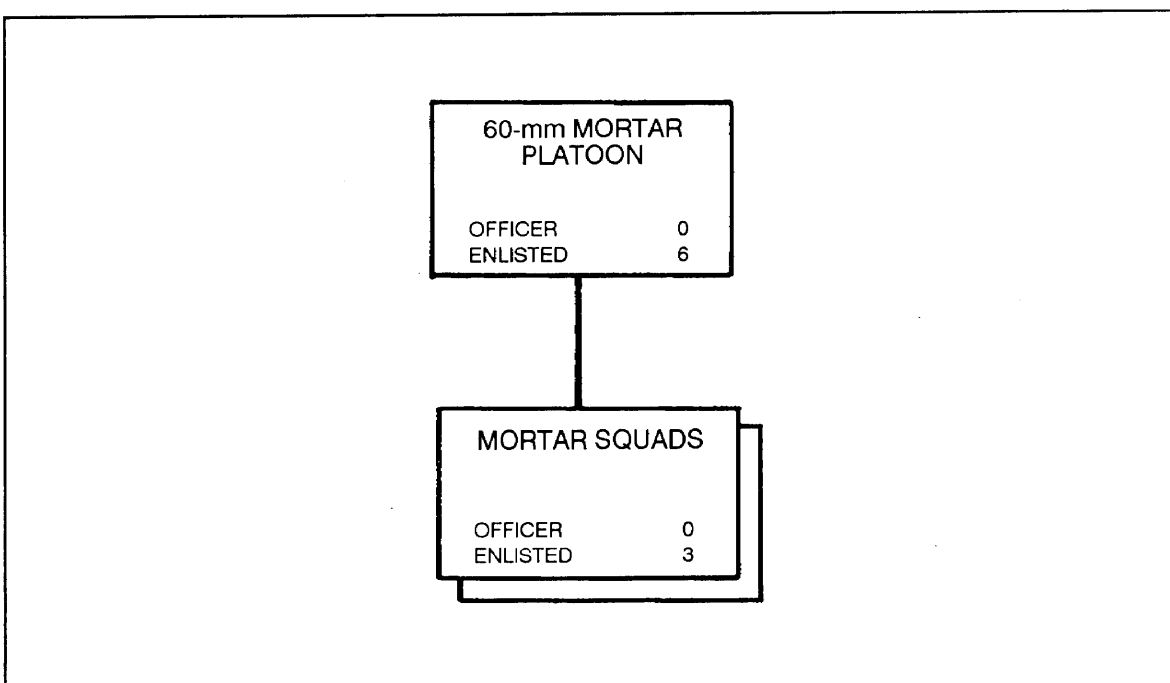 60-mm MORTAR
PLATOON
OFFICER 0
ENLISTED 6
MORTAR SQUADS
OFFICER 0
ENLISTED 3